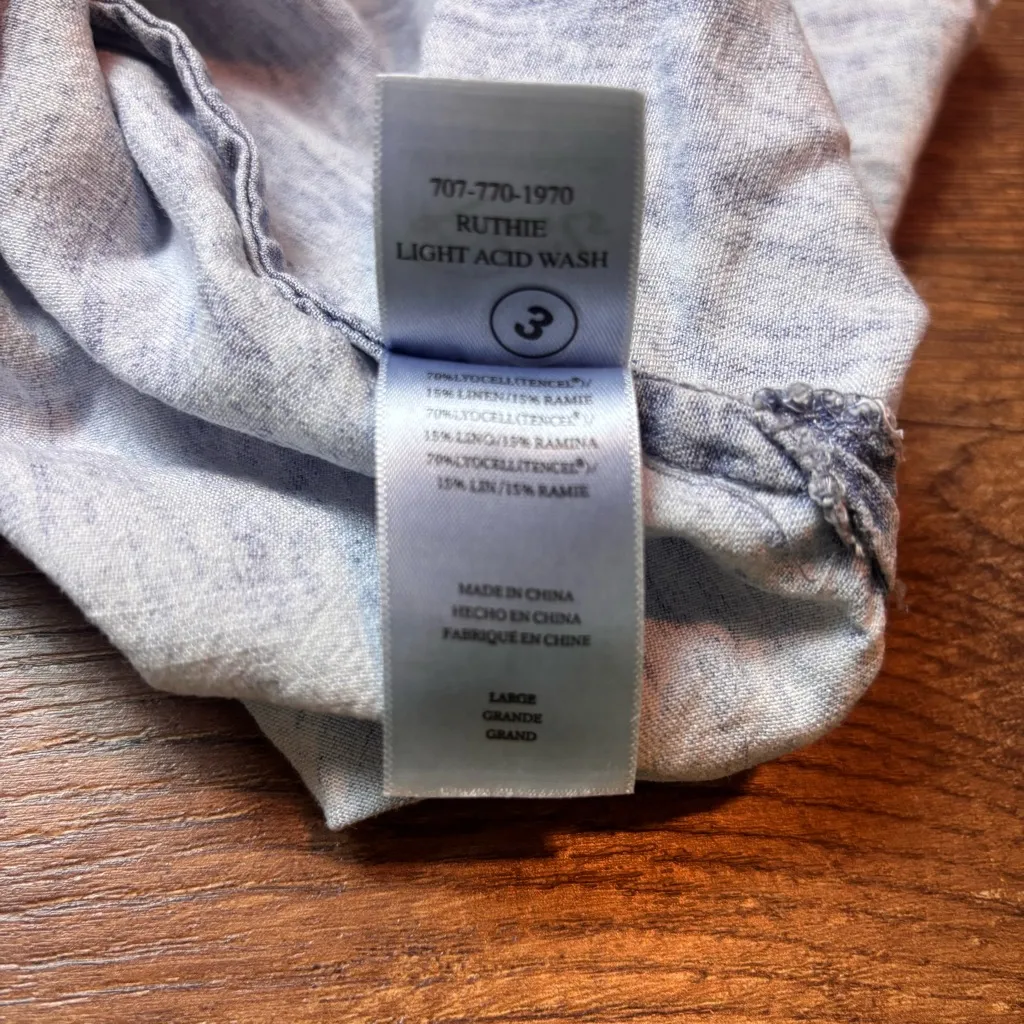 707-770-1970
RUTHIE
LIGHT ACID WASH
3
70%LYOCELL(TENCEL®)/
15% LINEN/15% RAMIE
70%LYOCELL(TENCEL®)/
15% LINO/15% RAMINA
70%LYOCELL(TENCEL®)/
15% LIN/15% RAMIE
MADE IN CHINA
HECHO EN CHINA
FABRIQUÉ EN CHINE
LARGE
GRANDE
GRAND